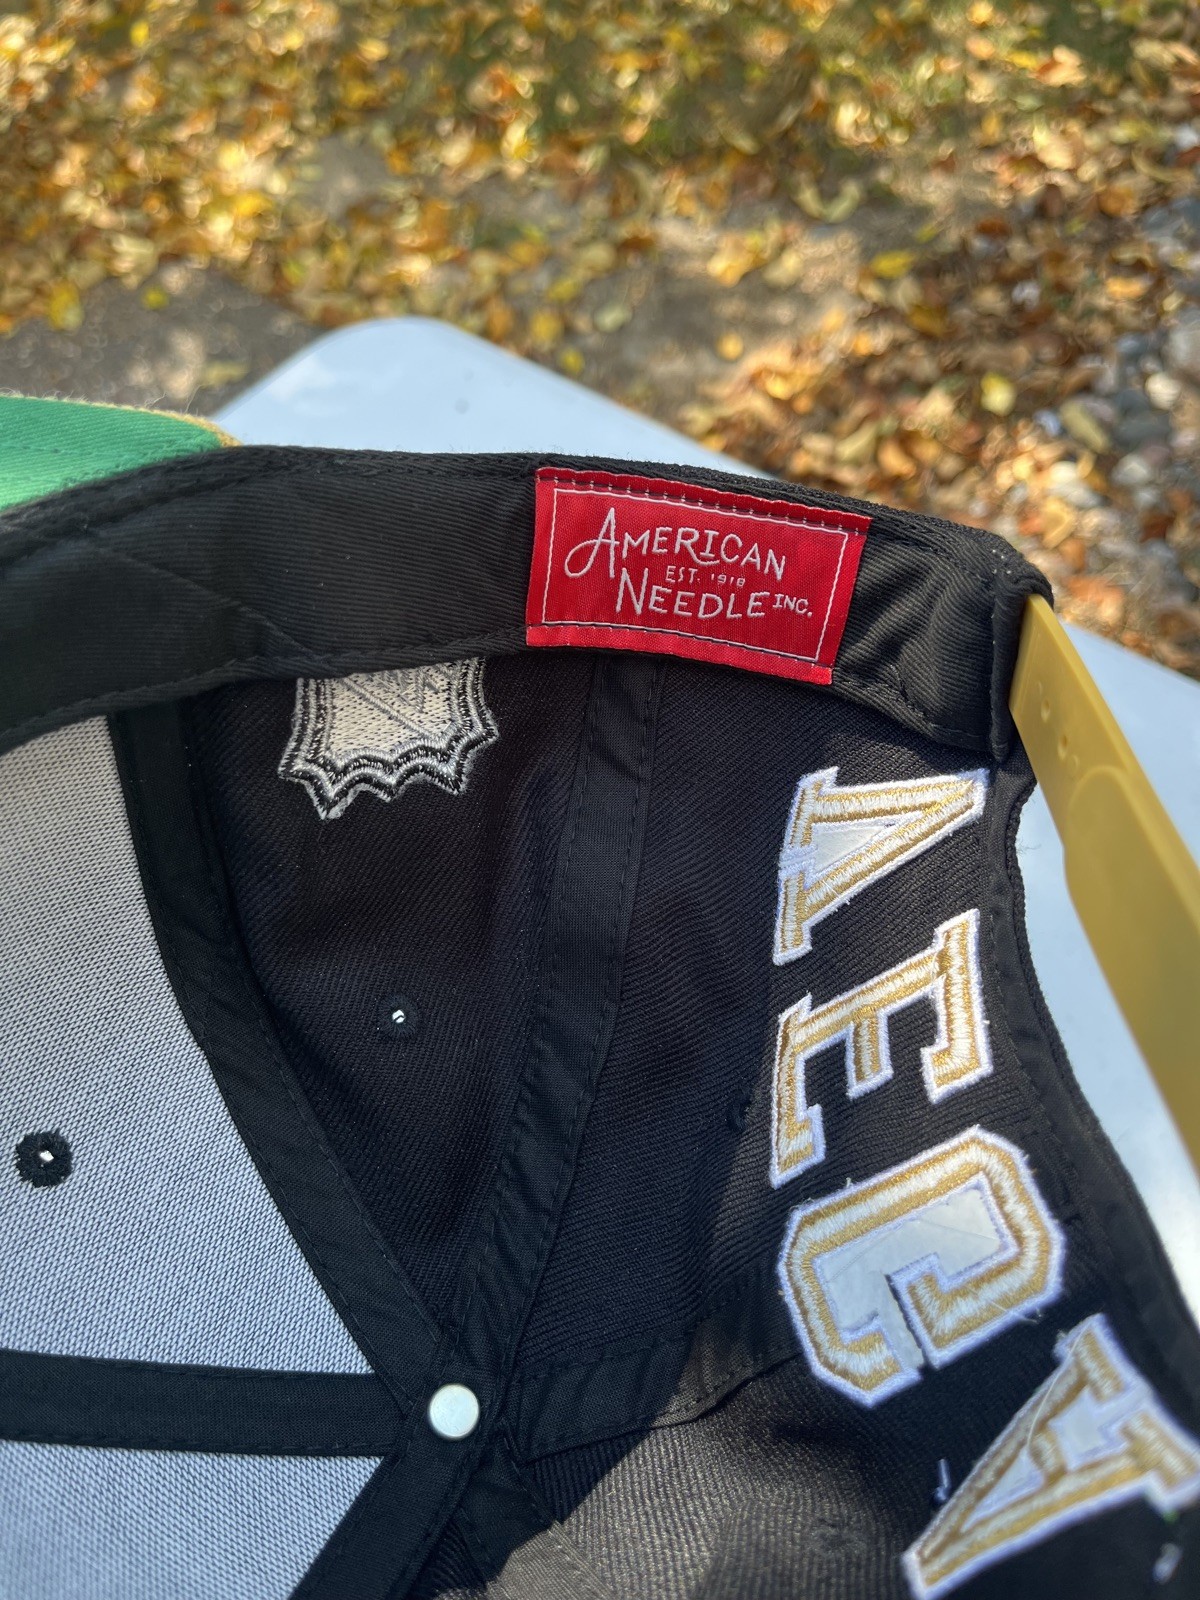 AMERICAN
EST. 1918
NEEDLE INC.